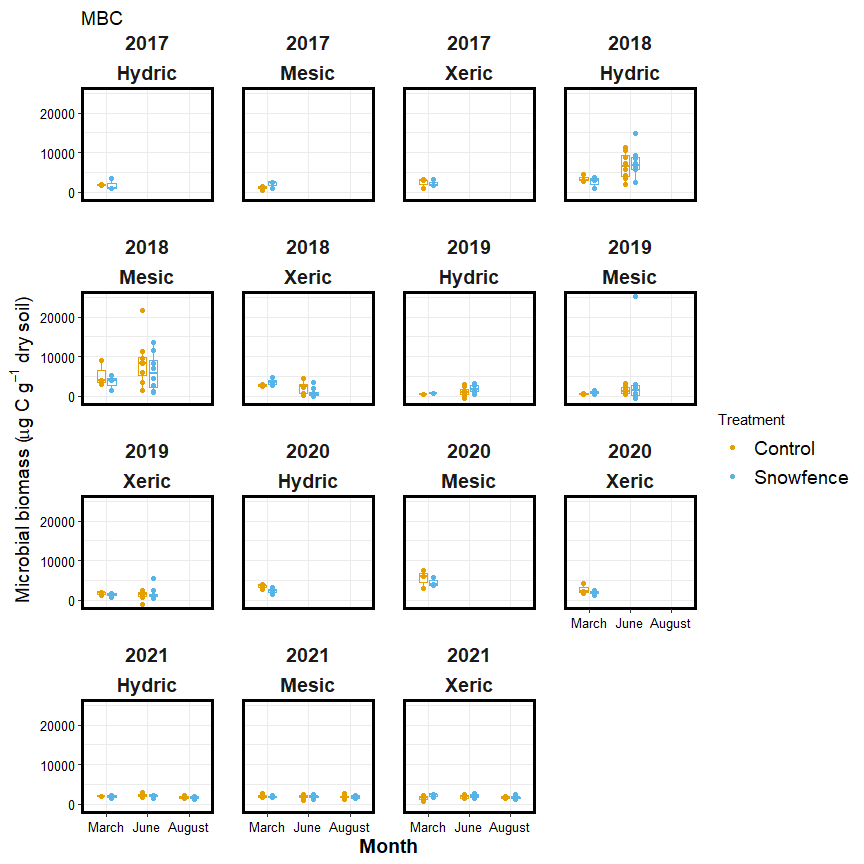 MBC
2017 2017 2017 2018
Hydric Mesic Xeric Hydric
20000
10000
0
2018 2018 2019 2019
Mesic Xeric Hydric Mesic
20000
10000
0
2019 2020 2020 2020
Xeric Hydric Mesic Xeric
20000
10000
0
March June August
2021 2021 2021
Hydric Mesic Xeric
20000
10000
0
March June August March June August March June August
Month
Microbial biomass (μg C g⁻¹ dry soil)
Treatment
Control
Snowfence